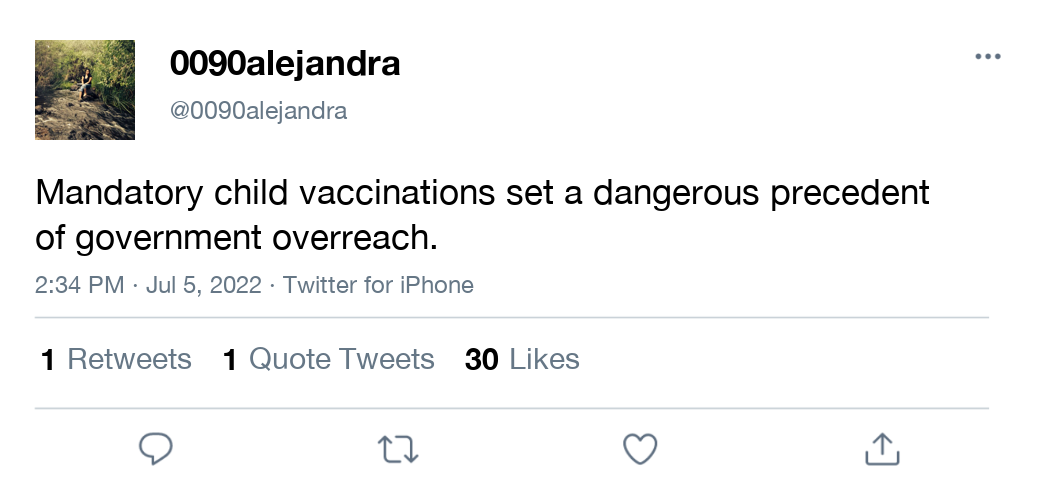 0090alejandra
@0090alejandra
Mandatory child vaccinations set a dangerous precedent
of government overreach.
2:34 PM · Jul 5, 2022 · Twitter for iPhone
1 Retweets 1 Quote Tweets 30 Likes